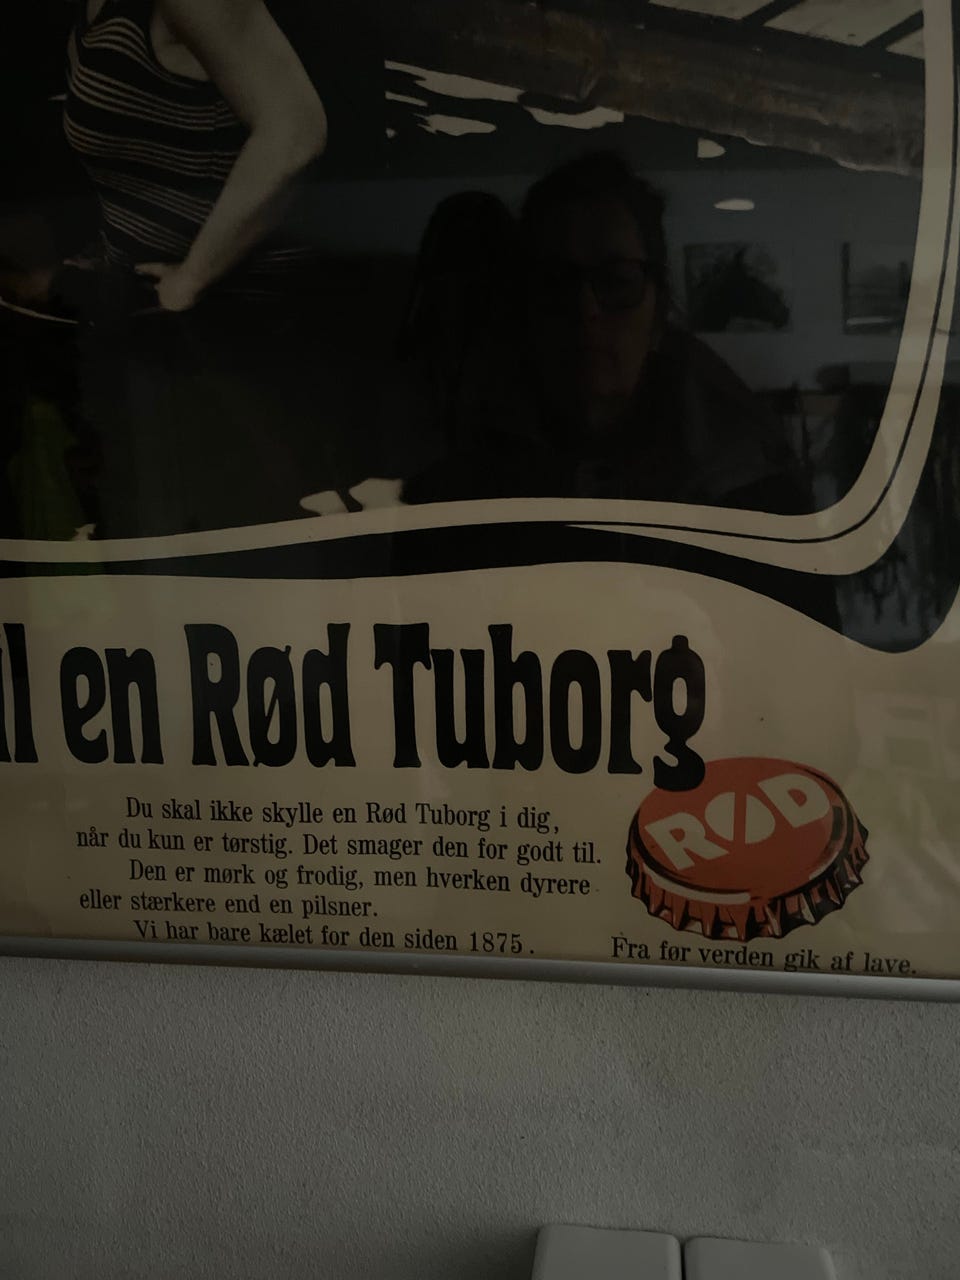 en Rød Tuborg
RØD
Du skal ikke skylle en Rød Tuborg i dig,
når du kun er tørstig. Det smager den for godt til.
Den er mørk og frodig, men hverken dyrere
eller stærkere end en pilsner.
Vi har bare kælet for den siden 1875.
Fra før verden gik af lave.